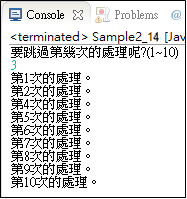 Console Problems @
<terminated> Sample2_14 [Jav
要跳過第幾次的處理呢?(1~10)
3
第1次的處理。
第2次的處理。
第4次的處理。
第5次的處理。
第6次的處理。
第7次的處理。
第8次的處理。
第9次的處理。
第10次的處理。